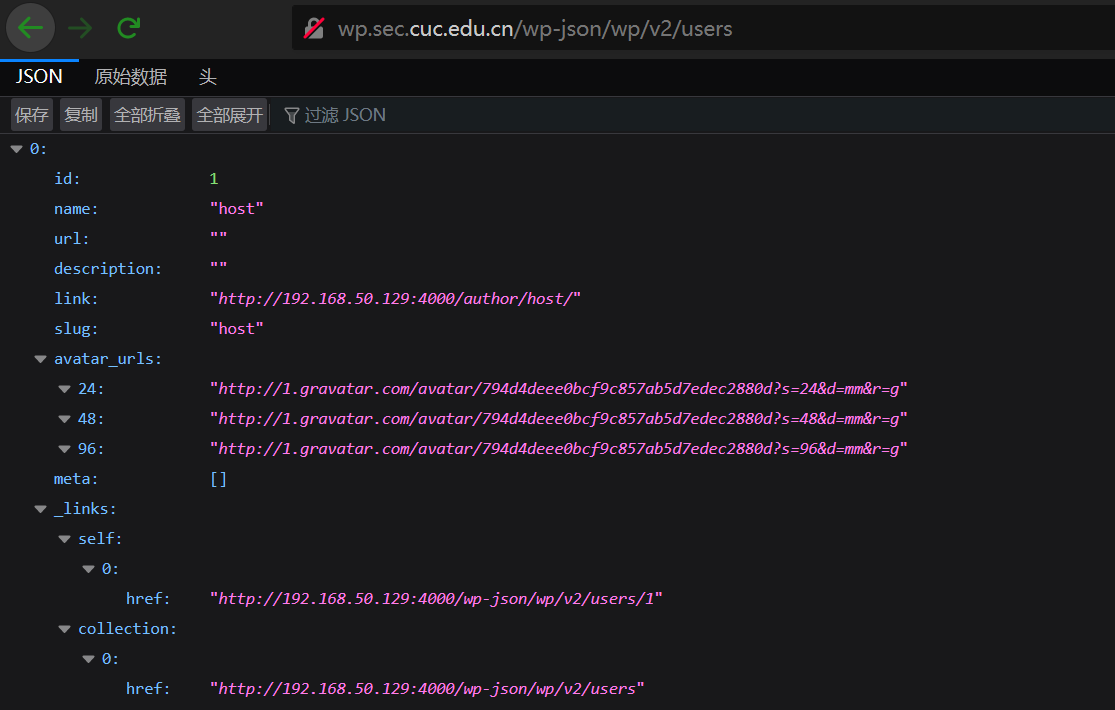 wp.sec.cuc.edu.cn/wp-json/wp/v2/users
JSON 原始数据 头
保存 复制 全部折叠 全部展开 过滤 JSON
0:
id: 1
name: "host"
url: ""
description: ""
link: "http://192.168.50.129:4000/author/host/"
slug: "host"
avatar_urls:
24: "http://1.gravatar.com/avatar/794d4deee0bcf9c857ab5d7edec2880d?s=24&d=mm&r=g"
48: "http://1.gravatar.com/avatar/794d4deee0bcf9c857ab5d7edec2880d?s=48&d=mm&r=g"
96: "http://1.gravatar.com/avatar/794d4deee0bcf9c857ab5d7edec2880d?s=96&d=mm&r=g"
meta: []
_links:
self:
0:
href: "http://192.168.50.129:4000/wp-json/wp/v2/users/1"
collection:
0:
href: "http://192.168.50.129:4000/wp-json/wp/v2/users"